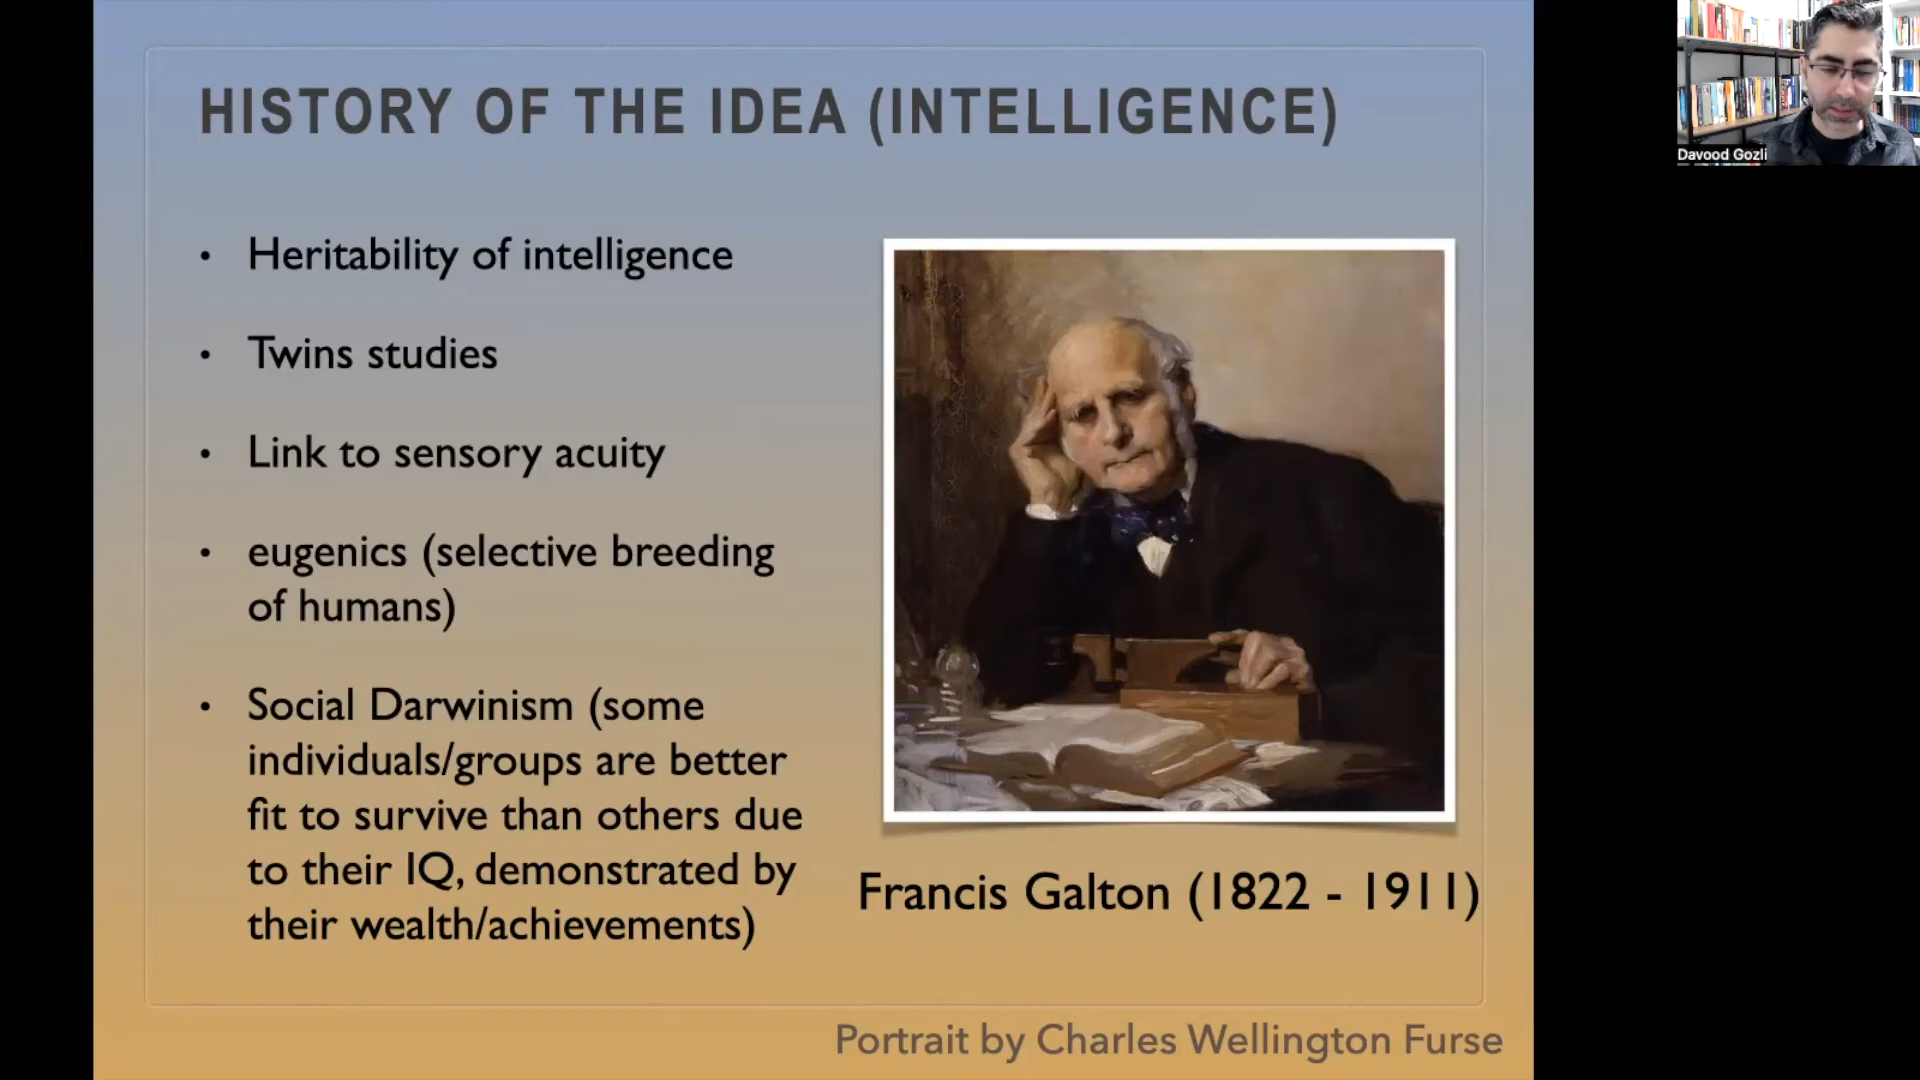 HISTORY OF THE IDEA (INTELLIGENCE)
• Heritability of intelligence
• Twins studies
• Link to sensory acuity
• eugenics (selective breeding
of humans)
• Social Darwinism (some
individuals/groups are better
fit to survive than others due
to their IQ, demonstrated by
their wealth/achievements)
Francis Galton (1822 - 1911)
Portrait by Charles Wellington Furse
Davood Gozli